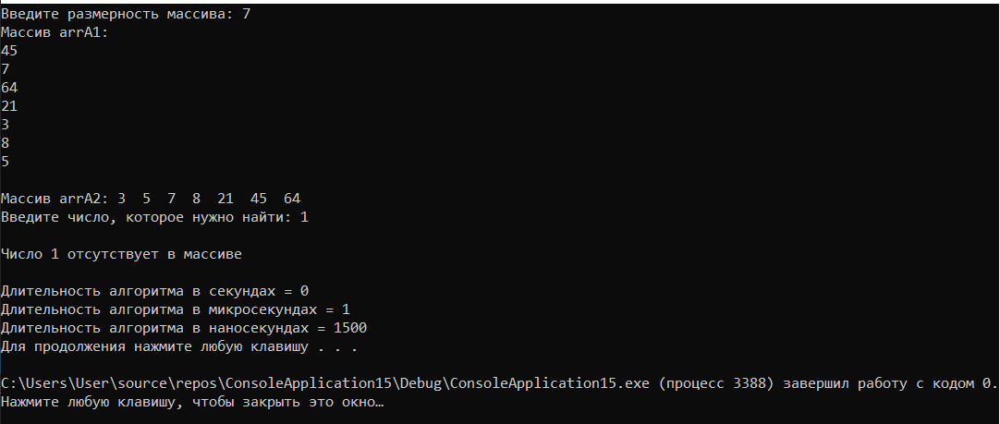 Введите размерность массива: 7
Массив arrA1:
45
7
64
21
3
8
5
Массив arrA2: 3  5  7  8  21  45  64
Введите число, которое нужно найти: 1
Число 1 отсутствует в массиве
Длительность алгоритма в секундах = 0
Длительность алгоритма в микросекундах = 1
Длительность алгоритма в наносекундах = 1500
Для продолжения нажмите любую клавишу . . .
C:\Users\User\source\repos\ConsoleApplication15\Debug\ConsoleApplication15.exe (процесс 3388) завершил работу с кодом 0.
Нажмите любую клавишу, чтобы закрыть это окно…